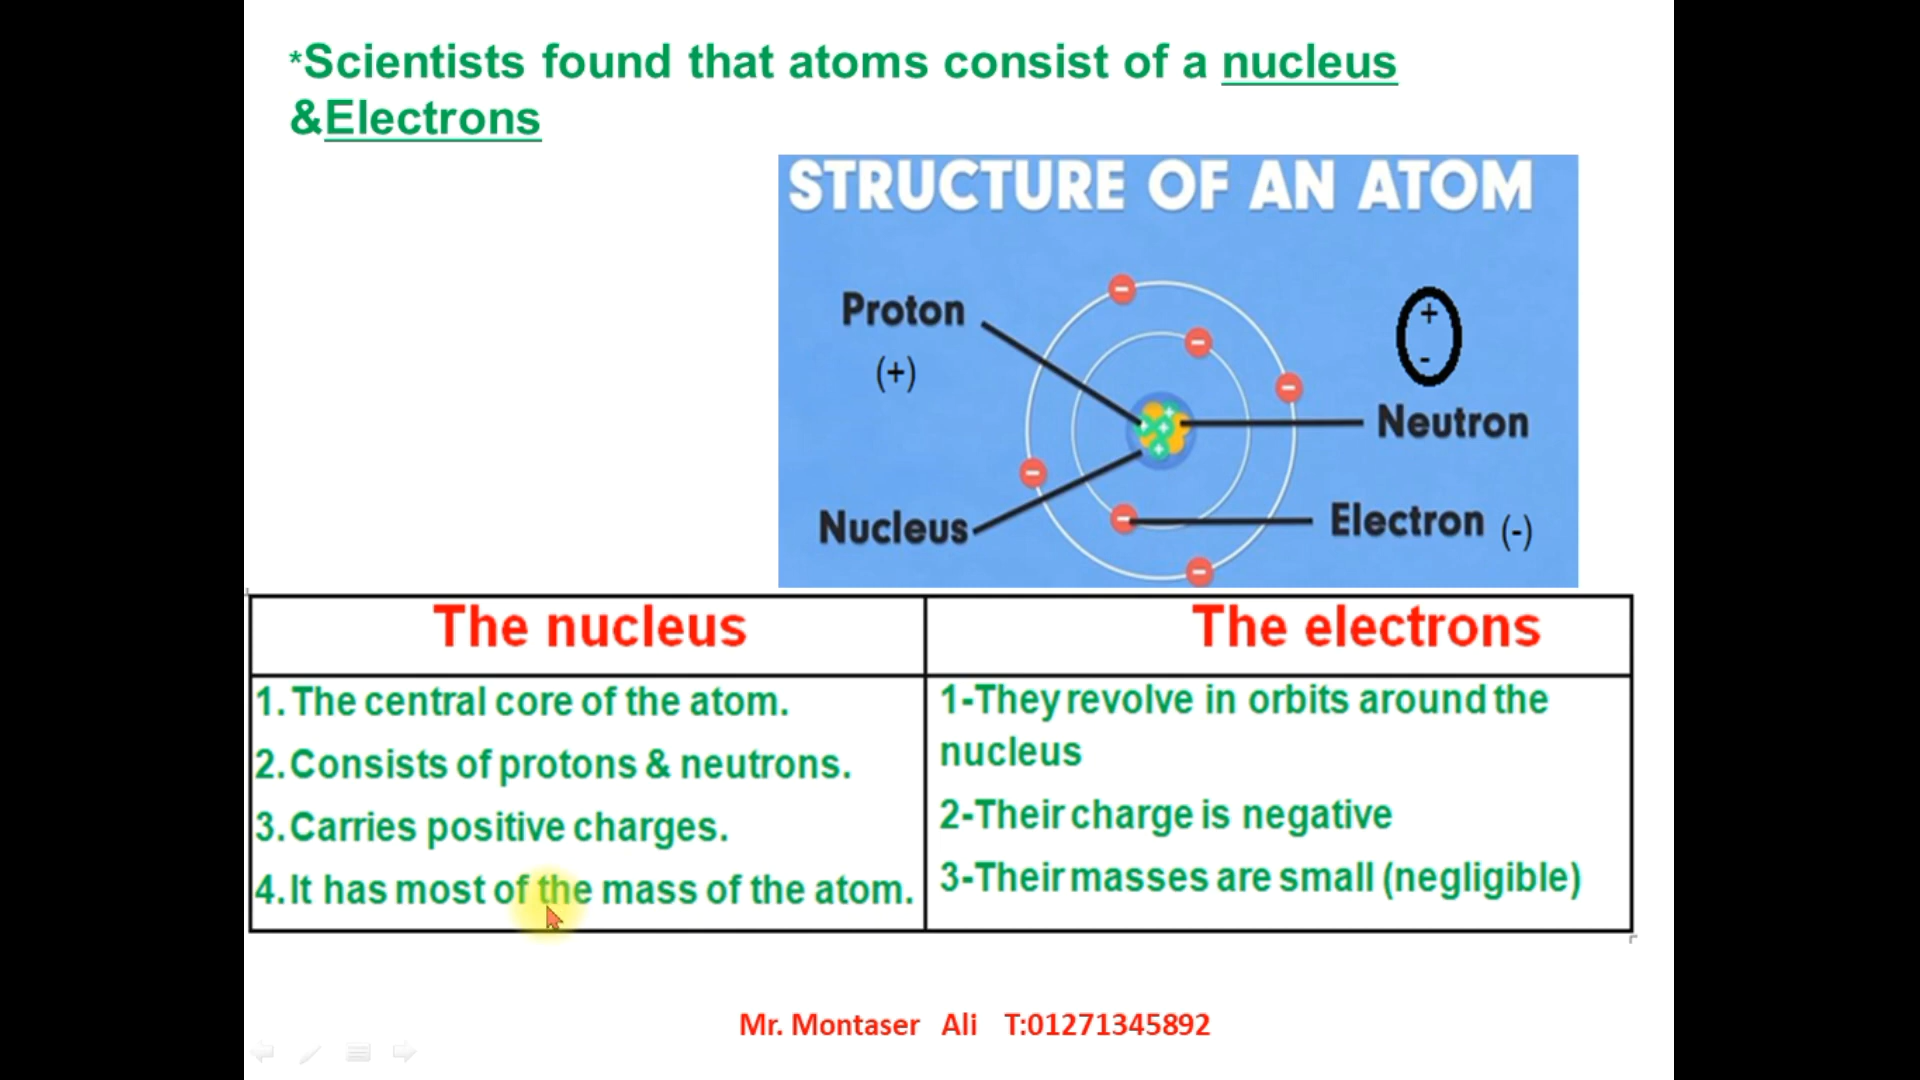 *Scientists found that atoms consist of a nucleus
&Electrons
STRUCTURE OF AN ATOM
Proton
(+)
+
-
Neutron
Nucleus
Electron (-)
The nucleus
The electrons
1. The central core of the atom.
2. Consists of protons & neutrons.
3. Carries positive charges.
4. It has most of the mass of the atom.
1-They revolve in orbits around the
nucleus
2-Their charge is negative
3-Their masses are small (negligible)
Mr. Montaser Ali T:01271345892